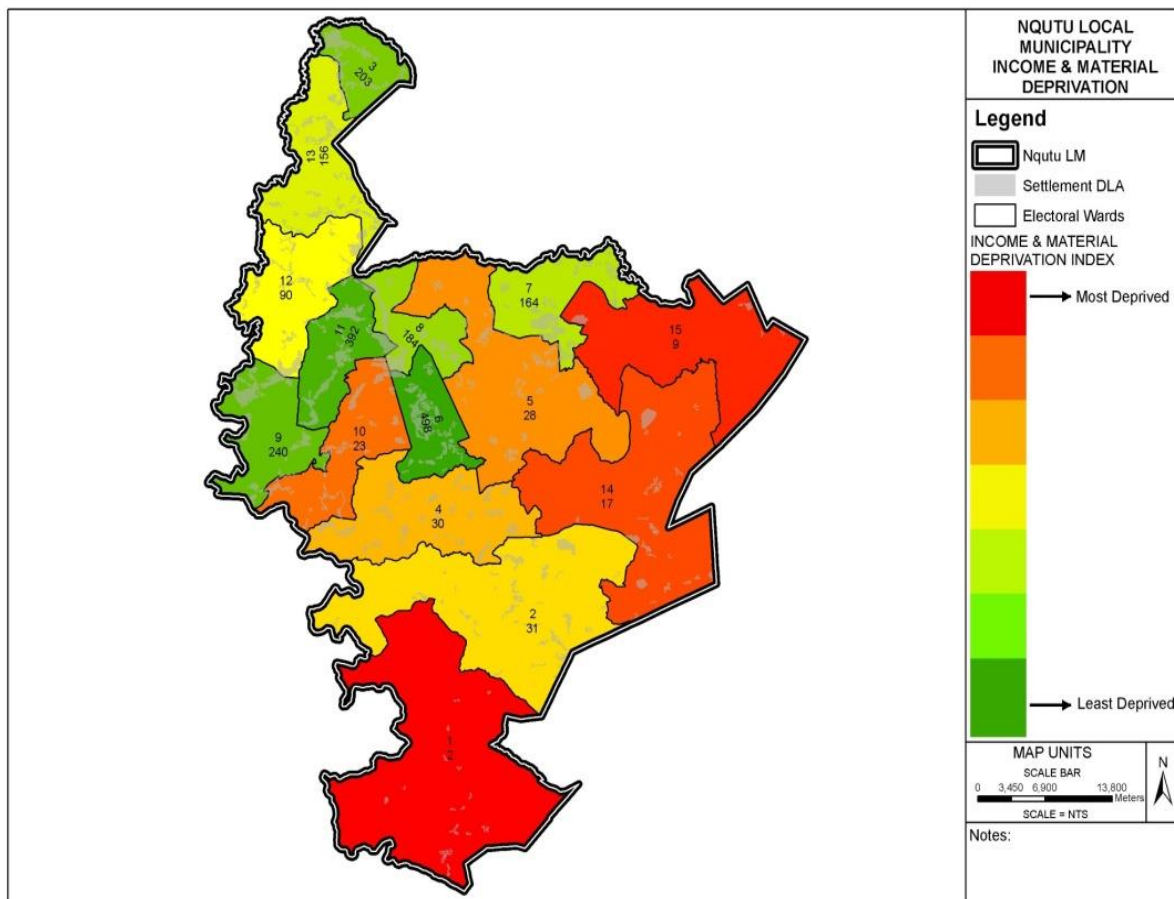 NQUTU LOCAL
MUNICIPALITY
INCOME & MATERIAL
DEPRIVATION
Legend
Nqutu LM
Settlement DLA
Electoral Wards
INCOME & MATERIAL
DEPRIVATION INDEX
Most Deprived
Least Deprived
MAP UNITS
SCALE BAR
0 3,450 6,900 13,800
Meters
SCALE = NTS
N
Notes:
3
203
13
156
12
90
7
164
11
392
8
184
15
9
6
498
5
28
10
23
9
240
14
17
4
30
2
31
1
2